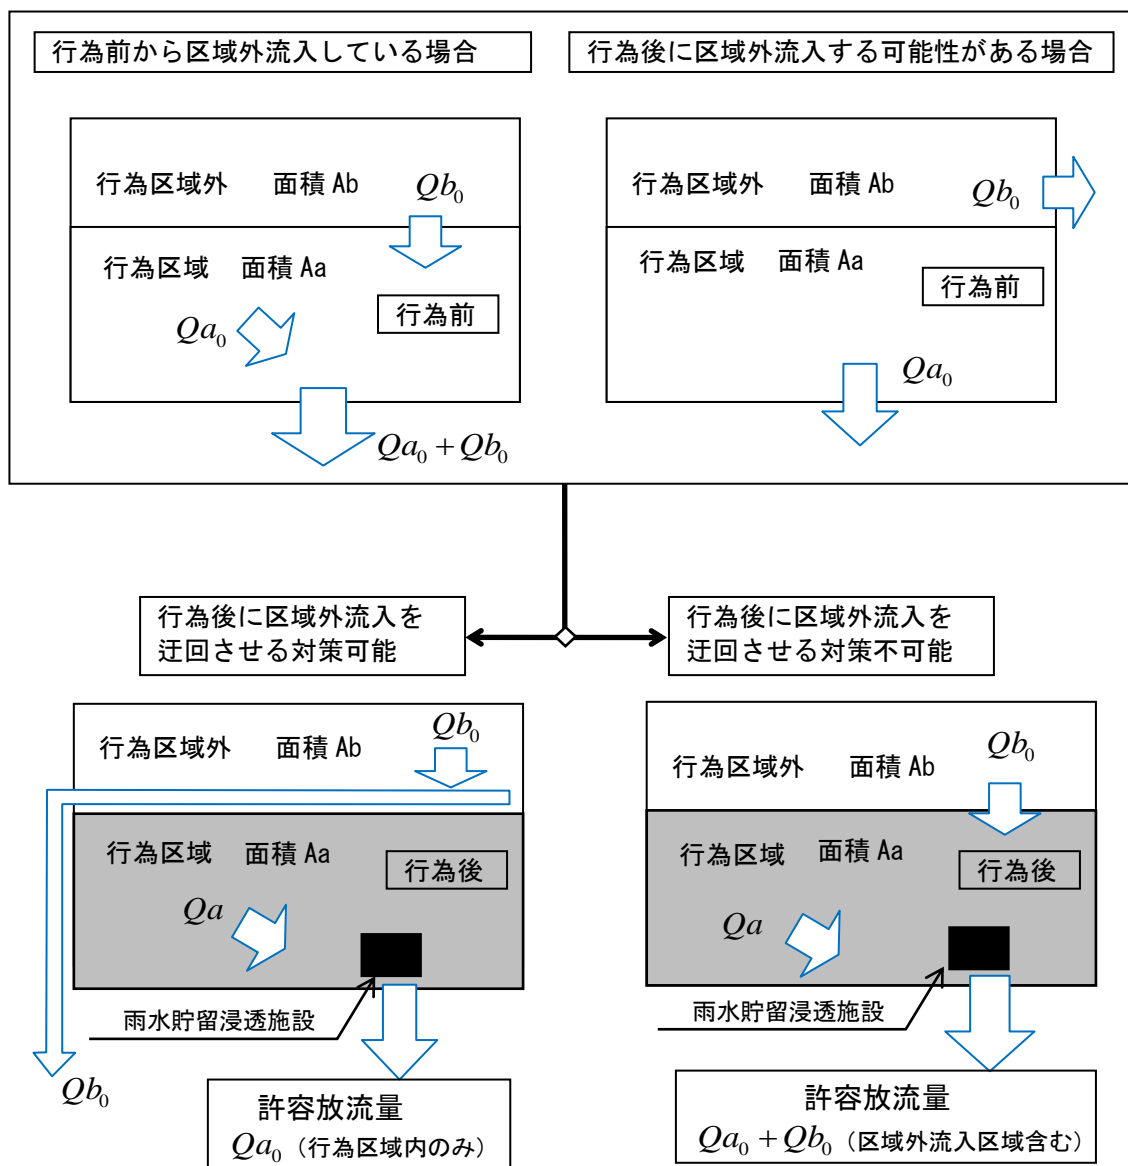 行為前から区域外流入している場合
行為後に区域外流入する可能性がある場合
行為区域外　面積 Ab
Qb₀
行為区域　面積 Aa
行為前
Qa₀
Qa₀ + Qb₀
行為区域外　面積 Ab
Qb₀
行為区域　面積 Aa
行為前
Qa₀
行為後に区域外流入を
迂回させる対策可能
行為後に区域外流入を
迂回させる対策不可能
Qb₀
行為区域外　面積 Ab
行為区域　面積 Aa
行為後
Qa
雨水貯留浸透施設
Qb₀
許容放流量
Qa₀（行為区域内のみ）
Qb₀
行為区域外　面積 Ab
行為区域　面積 Aa
行為後
Qa
雨水貯留浸透施設
許容放流量
Qa₀ + Qb₀（区域外流入区域含む）